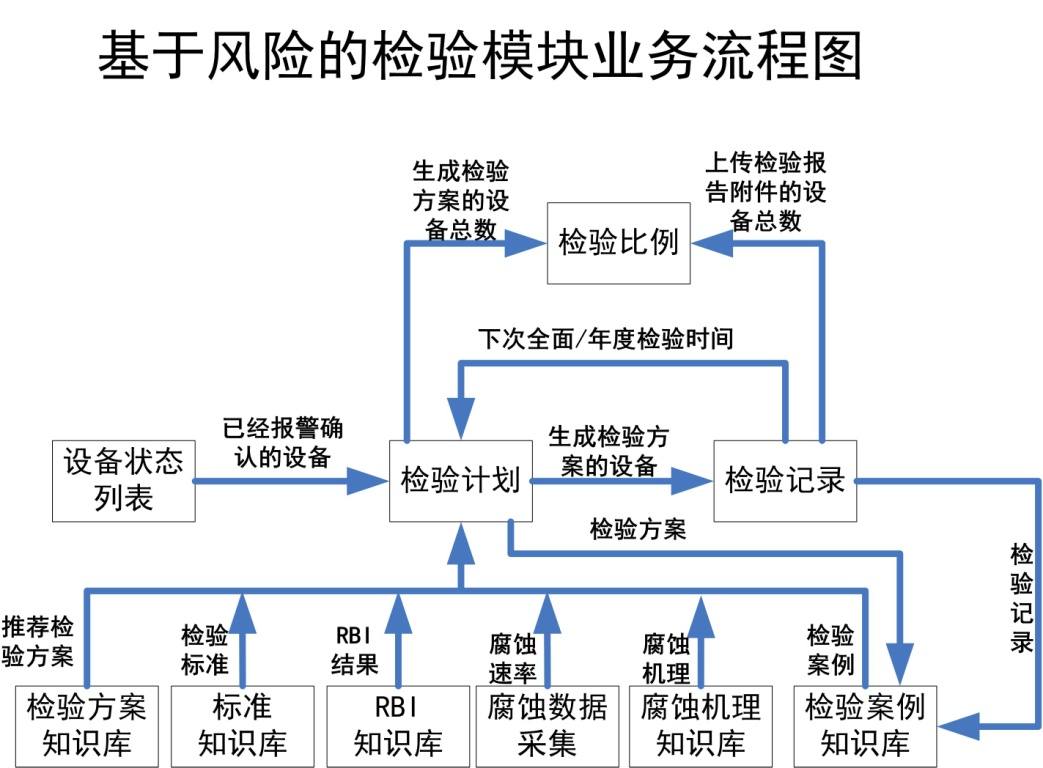 基于风险的检验模块业务流程图
生成检验
方案的设
备总数
上传检验报
告附件的设
备总数
检验比例
下次全面/年度检验时间
已经报警确
认的设备
生成检验方
案的设备
设备状态
列表
检验计划
检验记录
检验方案
检
验
记
录
推荐检
验方案
检验
标准
RBI
结果
腐蚀
速率
腐蚀
机理
检验
案例
检验方案
知识库
标准
知识库
RBI
知识库
腐蚀数据
采集
腐蚀机理
知识库
检验案例
知识库